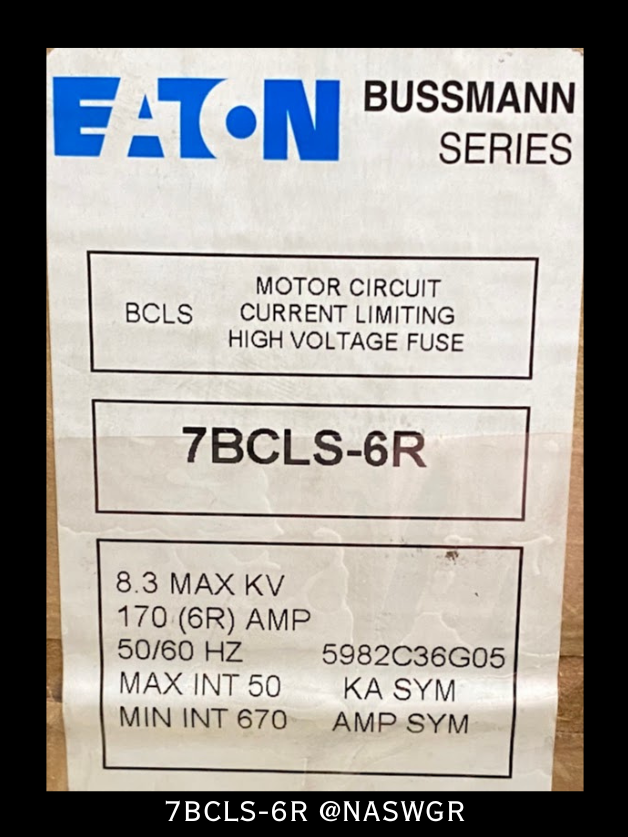 EATON BUSSMANN
SERIES
BCLS
MOTOR CIRCUIT
CURRENT LIMITING
HIGH VOLTAGE FUSE
7BCLS-6R
8.3 MAX KV
170 (6R) AMP
50/60 HZ 5982C36G05
MAX INT 50 KA SYM
MIN INT 670 AMP SYM
7BCLS-6R @NASWGR